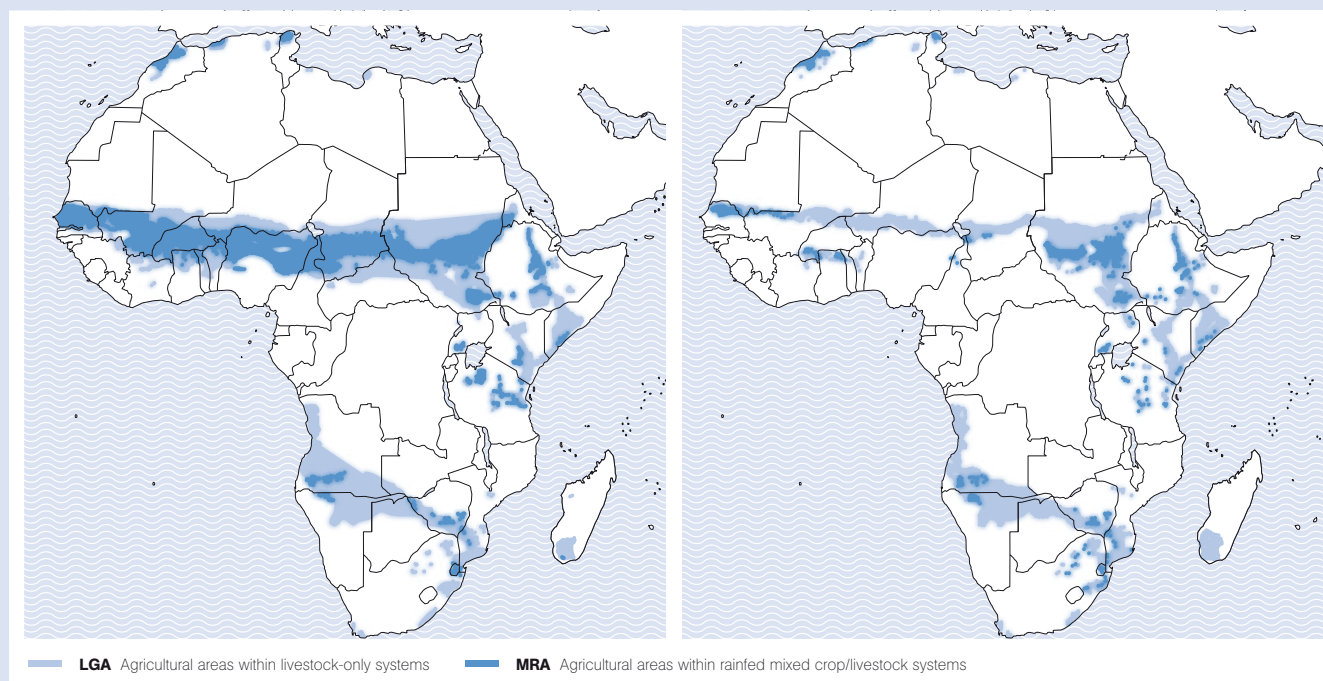 LGA Agricultural areas within livestock-only systems
MRA Agricultural areas within rainfed mixed crop/livestock systems